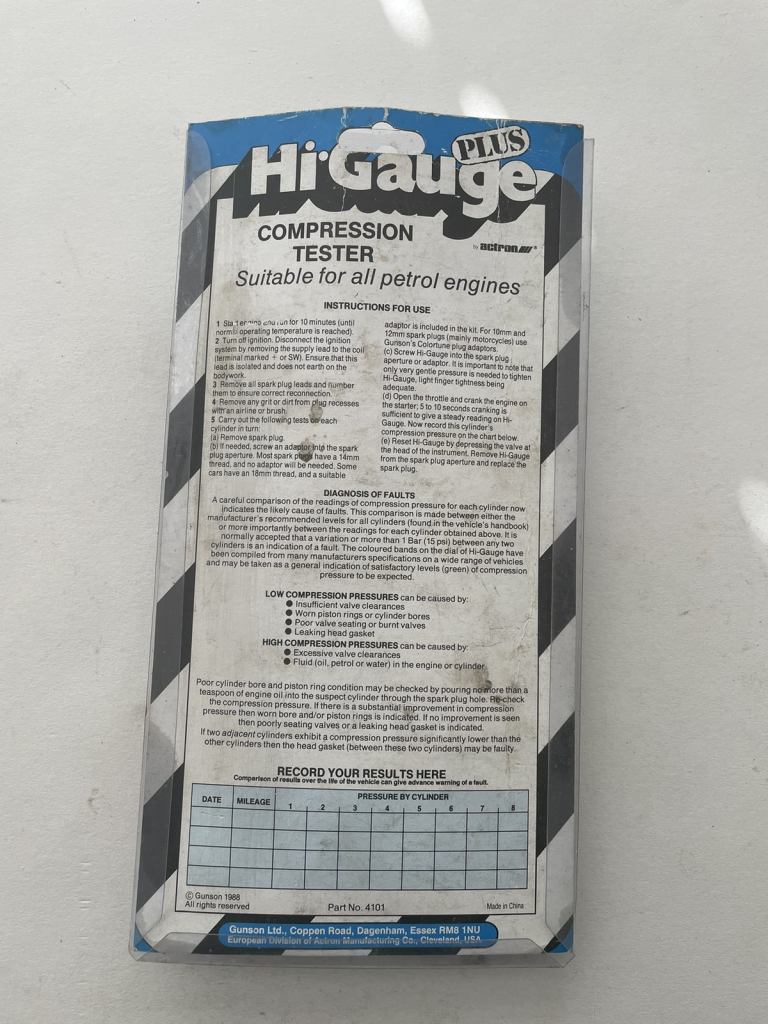 Hi-Gauge PLUS
COMPRESSION
TESTER
by actron®
Suitable for all petrol engines
INSTRUCTIONS FOR USE
1 Start engine and run for 10 minutes (until
normal operating temperature is reached).
2 Turn off ignition. Disconnect the ignition
system by removing the supply lead to the coil
(terminal marked + or SW). Ensure that this
lead is isolated and does not earth on the
bodywork.
3 Remove all spark plug leads and number
them to ensure correct reconnection.
4 Remove any grit or dirt from plug recesses
with an airline or brush.
5 Carry out the following tests on each
cylinder in turn:
(a) Remove spark plug.
(b) If needed, screw an adaptor into the spark
plug aperture. Most spark plugs have a 14mm
thread, and no adaptor will be needed. Some
cars have an 18mm thread, and a suitable
adaptor is included in the kit. For 10mm and
12mm spark plugs (mainly motorcycles) use
Gunson's Colortune plug adaptors.
(c) Screw Hi-Gauge into the spark plug
aperture or adaptor. It is important to note that
only very gentle pressure is needed to tighten
Hi-Gauge, light finger tightness being
adequate.
(d) Open the throttle and crank the engine on
the starter; 5 to 10 seconds cranking is
sufficient to give a steady reading on Hi-
Gauge. Now record this cylinder's
compression pressure on the chart below.
(e) Reset Hi-Gauge by depressing the valve at
the head of the instrument. Remove Hi-Gauge
from the spark plug aperture and replace the
spark plug.
DIAGNOSIS OF FAULTS
A careful comparison of the readings of compression pressure for each cylinder now
indicates the likely cause of faults. This comparison is made between either the
manufacturer's recommended levels for all cylinders (found in the vehicle's handbook)
or more importantly between the readings for each cylinder obtained above. It is
normally accepted that a variation or more than 1 Bar (15 psi) between any two
cylinders is an indication of a fault. The coloured bands on the dial of Hi-Gauge have
been compiled from many manufacturers specifications on a wide range of vehicles
and may be taken as a general indication of satisfactory levels (green) of compression
pressure to be expected.
LOW COMPRESSION PRESSURES can be caused by:
● Insufficient valve clearances
● Worn piston rings or cylinder bores
● Poor valve seating or burnt valves
● Leaking head gasket
HIGH COMPRESSION PRESSURES can be caused by:
● Excessive valve clearances
● Fluid (oil, petrol or water) in the engine or cylinder
Poor cylinder bore and piston ring condition may be checked by pouring no more than a
teaspoon of engine oil into the suspect cylinder through the spark plug hole. Re-check
the compression pressure. If there is a substantial improvement in compression
pressure then worn bore and/or piston rings is indicated. If no improvement is seen
then poorly seating valves or a leaking head gasket is indicated.
If two adjacent cylinders exhibit a compression pressure significantly lower than the
other cylinders then the head gasket (between these two cylinders) may be faulty.
RECORD YOUR RESULTS HERE
Comparison of results over the life of the vehicle can give advance warning of a fault.
DATE MILEAGE PRESSURE BY CYLINDER
1 2 3 4 5 6 7 8
© Gunson 1988
All rights reserved
Part No. 4101
Made in China
Gunson Ltd., Coppen Road, Dagenham, Essex RM8 1NU
European Division of Actron Manufacturing Co., Cleveland, USA